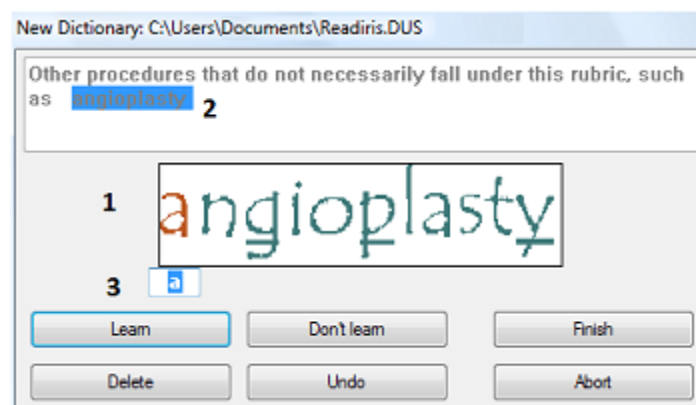 New Dictionary: C:\Users\Documents\Readiris.DUS
Other procedures that do not necessarily fall under this rubric, such
as angioplasty 2
1 angioplasty
3 a
Learn Don't learn Finish
Delete Undo Abort